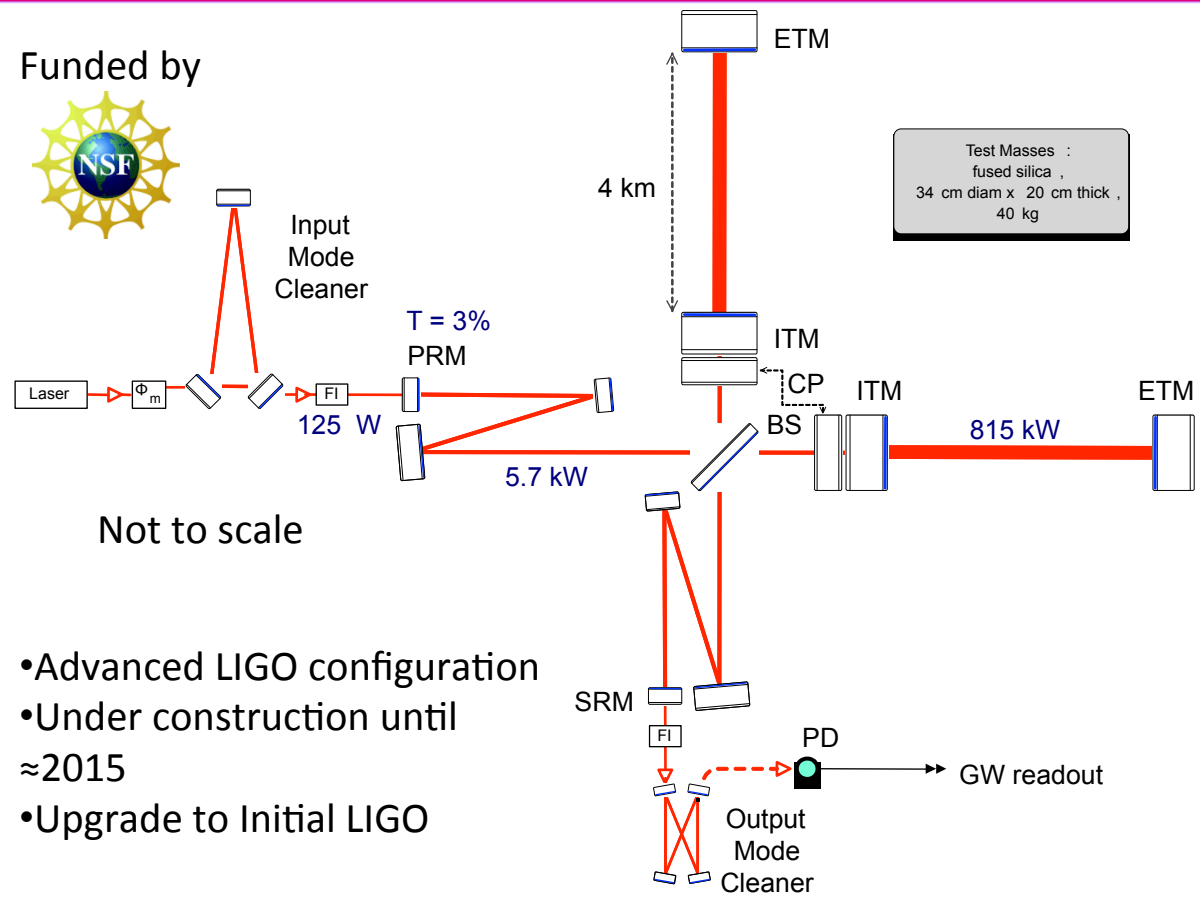 Funded by
NSF
ETM
Test Masses :
fused silica ,
34 cm diam x 20 cm thick ,
40 kg
4 km
Input
Mode
Cleaner
T = 3%
PRM
ITM
Laser
Φm
FI
125 W
CP
ITM
ETM
BS
815 kW
5.7 kW
Not to scale
•Advanced LIGO configuration
•Under construction until
≈2015
•Upgrade to Initial LIGO
SRM
FI
PD
GW readout
Output
Mode
Cleaner